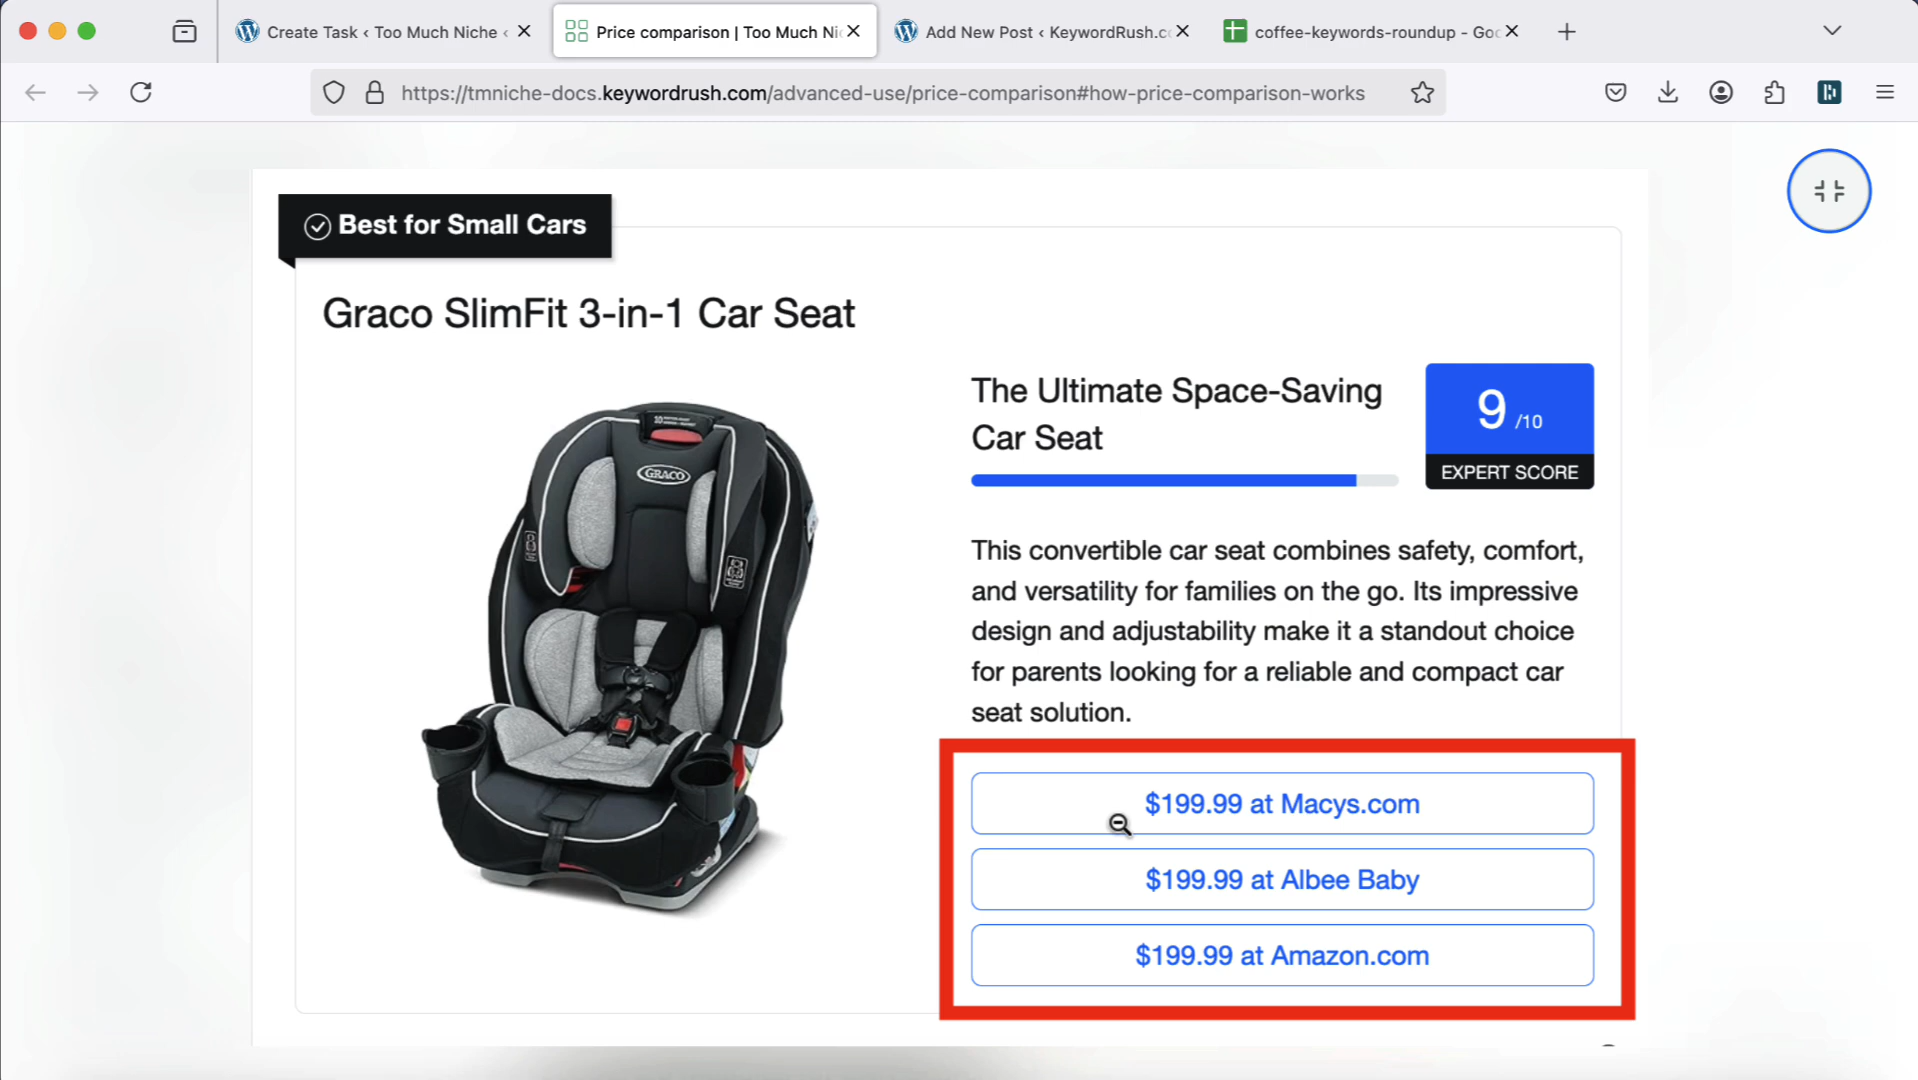 Create Task ‹ Too Much Niche ‹
Price comparison | Too Much Ni
Add New Post ‹ KeywordRush.c
coffee-keywords-roundup - Goo
https://tmniche-docs.keywordrush.com/advanced-use/price-comparison#how-price-comparison-works
Best for Small Cars
Graco SlimFit 3-in-1 Car Seat
GRACO
The Ultimate Space-Saving
Car Seat
9 /10
EXPERT SCORE
This convertible car seat combines safety, comfort,
and versatility for families on the go. Its impressive
design and adjustability make it a standout choice
for parents looking for a reliable and compact car
seat solution.
$199.99 at Macys.com
$199.99 at Albee Baby
$199.99 at Amazon.com